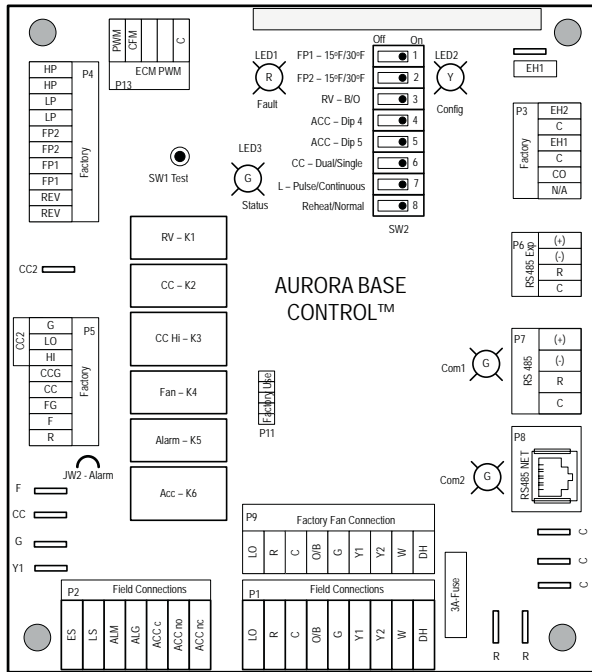 PWM
CFM
C
ECM PWM
P13
P4
HP
HP
LP
LP
FP2
FP2
FP1
FP1
REV
REV
Factory
SW1 Test
LED1
R
Fault
LED3
G
Status
Off On
FP1 – 15ºF/30ºF 1
FP2 – 15ºF/30ºF 2
RV – B/O 3
ACC – Dip 4 4
ACC – Dip 5 5
CC – Dual/Single 6
L – Pulse/Continuous 7
Reheat/Normal 8
SW2
LED2
Y
Config
EH1
P3
EH2
C
EH1
C
CO
N/A
Factory
P6
(+)
(-)
R
C
RS485 Exp
RV – K1
CC – K2
CC Hi – K3
Fan – K4
Alarm – K5
Acc – K6
AURORA BASE
CONTROL™
CC2
CC2
P5
G
LO
HI
CCG
CC
FG
F
R
Factory
JW2 - Alarm
Factory Use
P11
Com1
G
P7
(+)
(-)
R
C
RS 485
Com2
G
P8
RS485 NET
F
CC
G
Y1
P9 Factory Fan Connection
LO R C O/B G Y1 Y2 W DH
P2 Field Connections
ES LS ALM ALG ACC c ACC no ACC nc
P1 Field Connections
LO R C O/B G Y1 Y2 W DH
3A-Fuse
C
C
C
R R